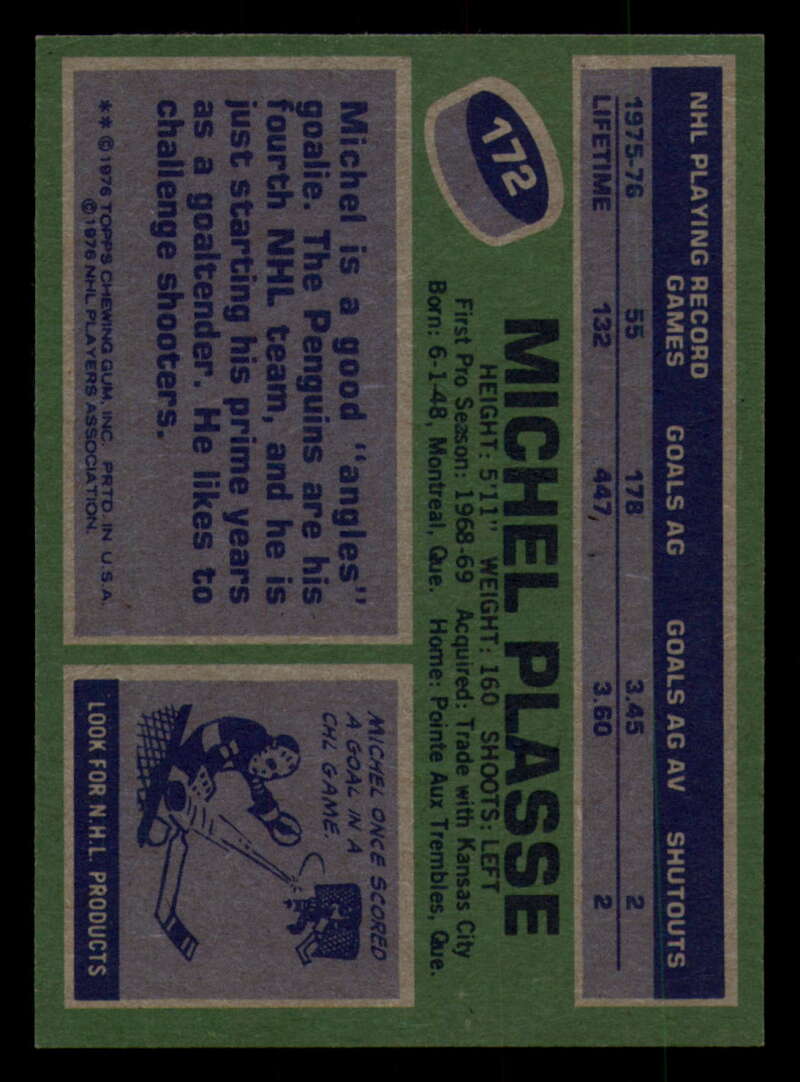 172
MICHEL PLASSE
HEIGHT: 5'11" WEIGHT: 160 SHOOTS: LEFT
First Pro Season: 1968-69 Acquired: Trade with Kansas City
Born: 6-1-48, Montreal, Que. Home: Pointe Aux Trembles, Que.
NHL PLAYING RECORD
GAMES GOALS AG GOALS AG AV SHUTOUTS
1975-76 55 178 3.45 2
LIFETIME 132 447 3.60 2
Michel is a good "angles"
goalie. The Penguins are his
fourth NHL team, and he is
just starting his prime years
as a goaltender. He likes to
challenge shooters.
** ©1976 TOPPS CHEWING GUM, INC. PRTD. IN U.S.A.
©1976 NHL PLAYERS ASSOCIATION.
MICHEL ONCE SCORED
A GOAL IN A
CHL GAME.
LOOK FOR N.H.L. PRODUCTS